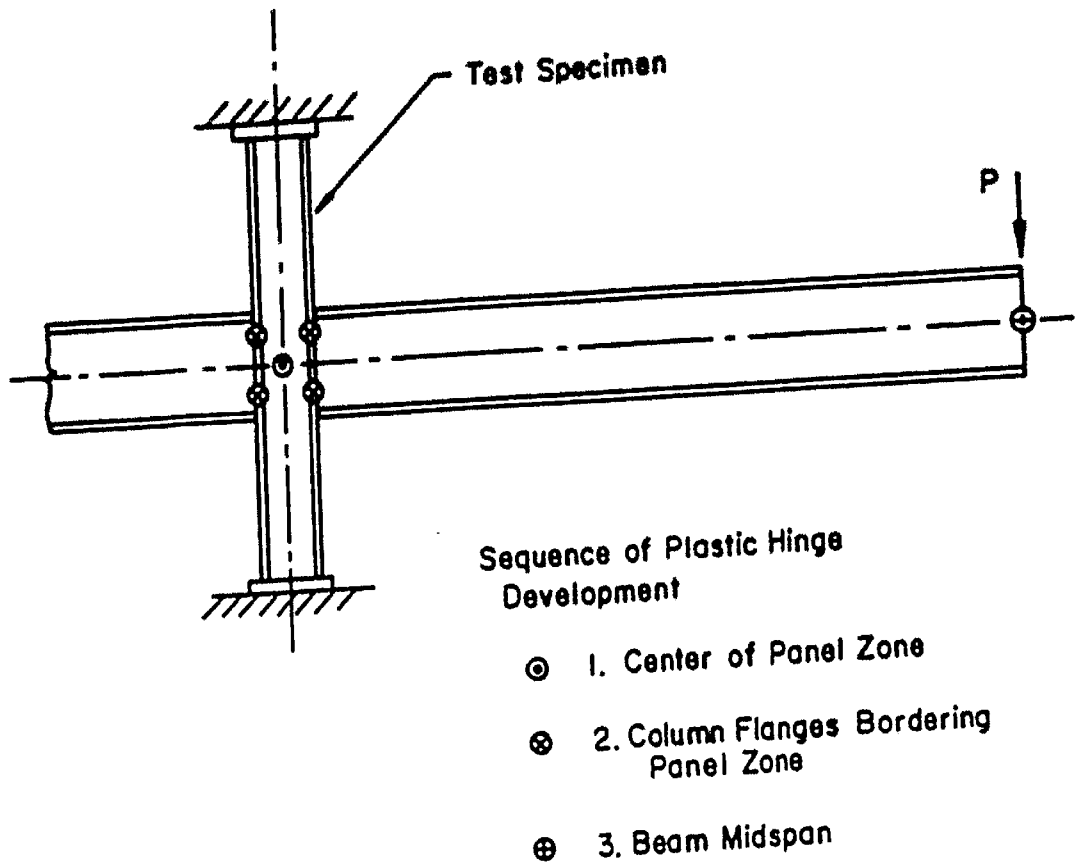 Test Specimen
P
Sequence of Plastic Hinge
Development
1. Center of Panel Zone
2. Column Flanges Bordering
Panel Zone
3. Beam Midspan